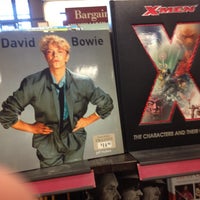 Bargain
David Bowie
X-MEN
THE CHARACTERS AND THEIR